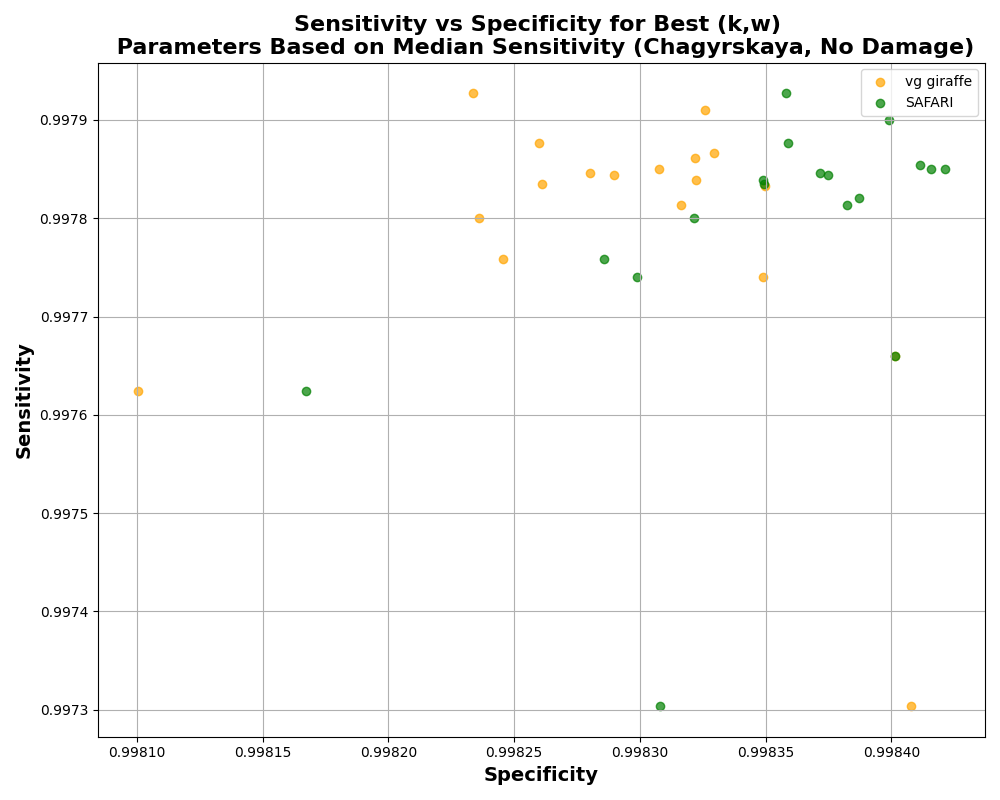 Sensitivity vs Specificity for Best (k,w)
Parameters Based on Median Sensitivity (Chagyrskaya, No Damage)
vg giraffe
SAFARI
Sensitivity
0.9979
0.9978
0.9977
0.9976
0.9975
0.9974
0.9973
0.99810
0.99815
0.99820
0.99825
0.99830
0.99835
0.99840
Specificity